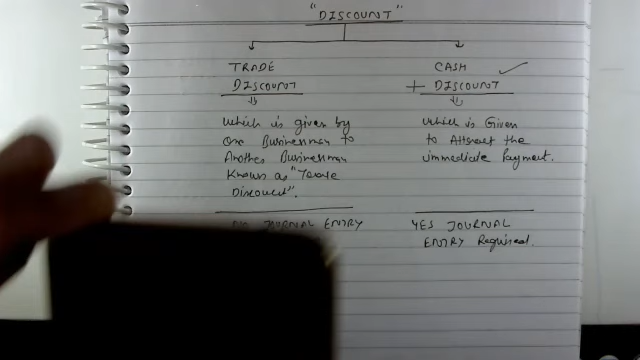 "DISCOUNT"
TRADE
DISCOUNT
which is given by
One Businessman to
Another Businessman
Known as "Trade
Discount".
JOURNAL ENTRY
CASH
DISCOUNT
which is Given
to Attract the
immediate Payment.
YES JOURNAL
ENTRY Required.